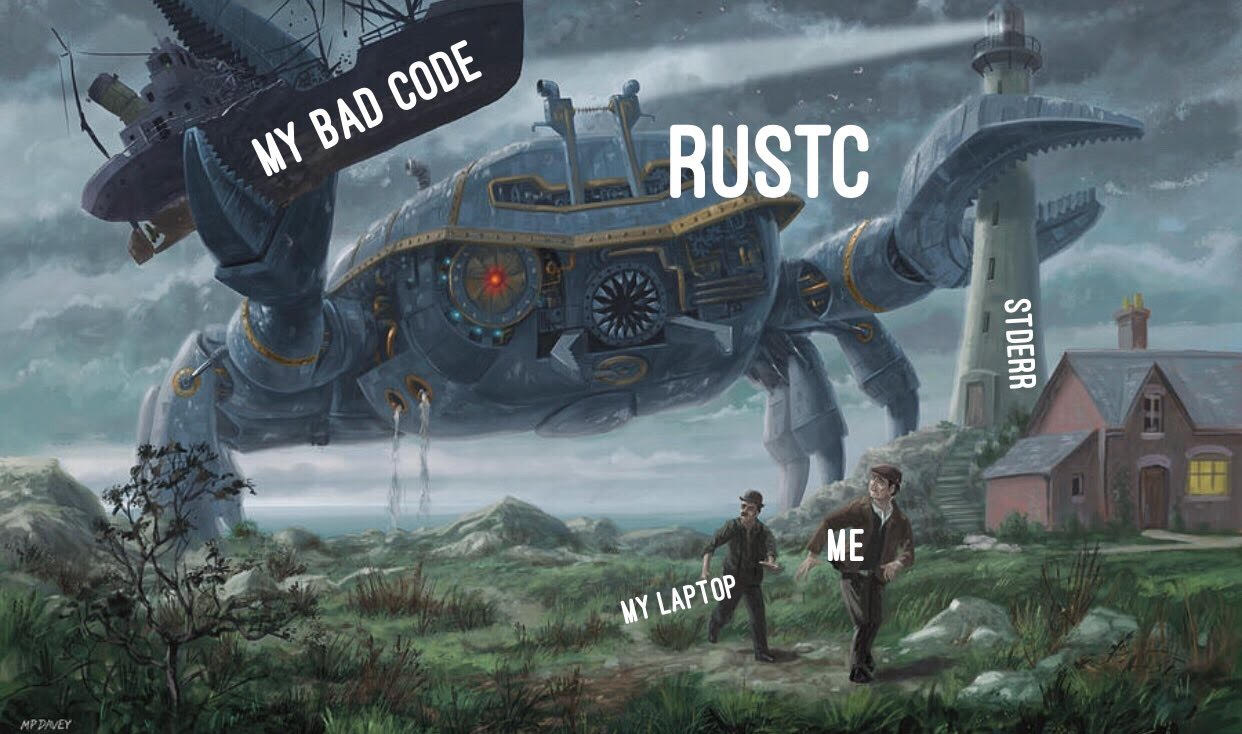 MY BAD CODE
RUSTC
STDERR
ME
MY LAPTOP
MP DAVEY